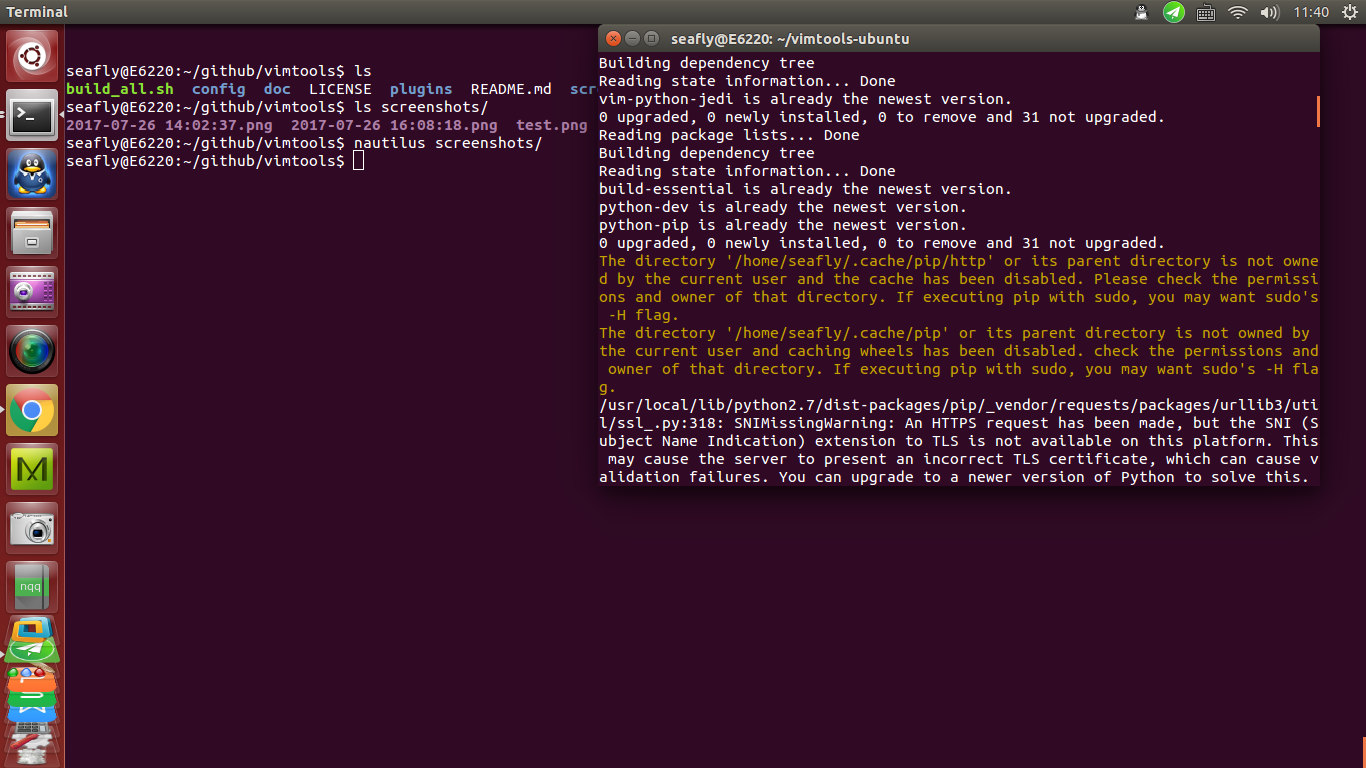 Terminal
11:40
seafly@E6220:~/github/vimtools$ ls
build_all.sh  config  doc  LICENSE  plugins  README.md  scr
seafly@E6220:~/github/vimtools$ ls screenshots/
2017-07-26 14:02:37.png  2017-07-26 16:08:18.png  test.png
seafly@E6220:~/github/vimtools$ nautilus screenshots/
seafly@E6220:~/github/vimtools$
seafly@E6220: ~/vimtools-ubuntu
Building dependency tree
Reading state information... Done
vim-python-jedi is already the newest version.
0 upgraded, 0 newly installed, 0 to remove and 31 not upgraded.
Reading package lists... Done
Building dependency tree
Reading state information... Done
build-essential is already the newest version.
python-dev is already the newest version.
python-pip is already the newest version.
0 upgraded, 0 newly installed, 0 to remove and 31 not upgraded.
The directory '/home/seafly/.cache/pip/http' or its parent directory is not owne
d by the current user and the cache has been disabled. Please check the permissi
ons and owner of that directory. If executing pip with sudo, you may want sudo's
 -H flag.
The directory '/home/seafly/.cache/pip' or its parent directory is not owned by
the current user and caching wheels has been disabled. check the permissions and
 owner of that directory. If executing pip with sudo, you may want sudo's -H fla
g.
/usr/local/lib/python2.7/dist-packages/pip/_vendor/requests/packages/urllib3/uti
l/ssl_.py:318: SNIMissingWarning: An HTTPS request has been made, but the SNI (S
ubject Name Indication) extension to TLS is not available on this platform. This
 may cause the server to present an incorrect TLS certificate, which can cause v
alidation failures. You can upgrade to a newer version of Python to solve this.
nqq